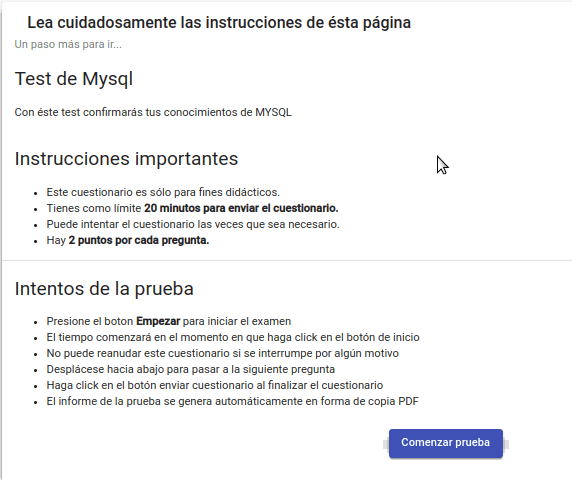 Lea cuidadosamente las instrucciones de ésta página
Un paso más para ir...
Test de Mysql
Con éste test confirmarás tus conocimientos de MYSQL
Instrucciones importantes
Este cuestionario es sólo para fines didácticos.
Tienes como límite 20 minutos para enviar el cuestionario.
Puede intentar el cuestionario las veces que sea necesario.
Hay 2 puntos por cada pregunta.
Intentos de la prueba
Presione el boton Empezar para iniciar el examen
El tiempo comenzará en el momento en que haga click en el botón de inicio
No puede reanudar este cuestionario si se interrumpe por algún motivo
Desplácese hacia abajo para pasar a la siguiente pregunta
Haga click en el botón enviar cuestionario al finalizar el cuestionario
El informe de la prueba se genera automáticamente en forma de copia PDF
Comenzar prueba